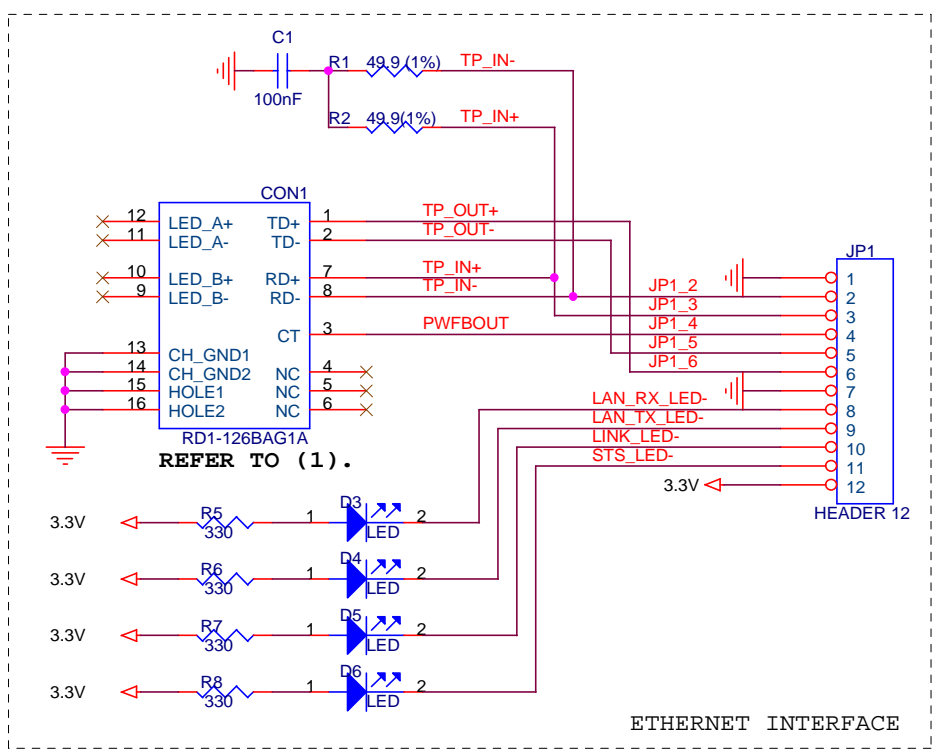 C1
R1 49.9 (1%) TP_IN-
100nF
R2 49.9(1%) TP_IN+
CON1
12 LED_A+ TD+ 1 TP_OUT+
11 LED_A- TD- 2 TP_OUT-
10 LED_B+ RD+ 7 TP_IN+
9 LED_B- RD- 8 TP_IN-
CT 3 PWFBOUT
13 CH_GND1
14 CH_GND2 NC 4
15 HOLE1 NC 5
16 HOLE2 NC 6
RD1-126BAG1A
REFER TO (1).
JP1
1
JP1_2 2
JP1_3 3
JP1_4 4
JP1_5 5
JP1_6 6
7
LAN_RX_LED- 8
LAN_TX_LED- 9
LINK_LED- 10
STS_LED- 11
3.3V 12
HEADER 12
3.3V R5 330 1 D3 LED 2
3.3V R6 330 1 D4 LED 2
3.3V R7 330 1 D5 LED 2
3.3V R8 330 1 D6 LED 2
ETHERNET INTERFACE